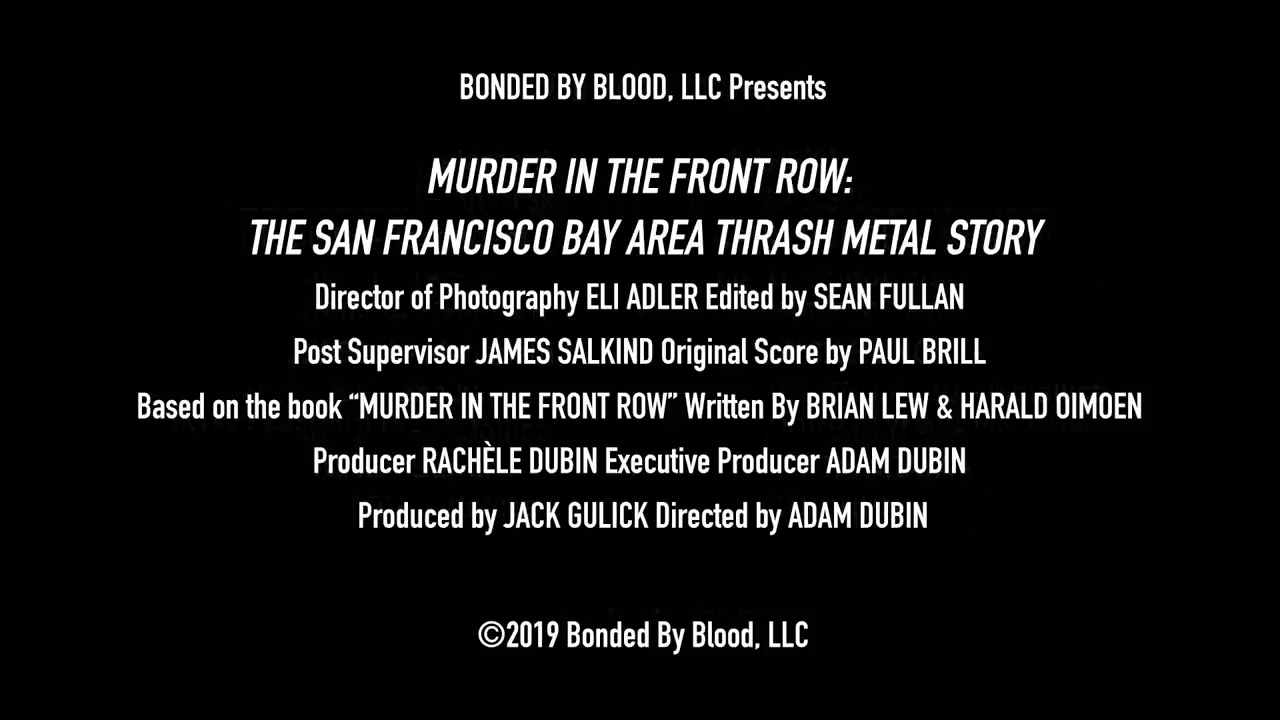 BONDED BY BLOOD, LLC Presents
MURDER IN THE FRONT ROW:
THE SAN FRANCISCO BAY AREA THRASH METAL STORY
Director of Photography ELI ADLER Edited by SEAN FULLAN
Post Supervisor JAMES SALKIND Original Score by PAUL BRILL
Based on the book “MURDER IN THE FRONT ROW” Written By BRIAN LEW & HARALD OIMOEN
Producer RACHÈLE DUBIN Executive Producer ADAM DUBIN
Produced by JACK GULICK Directed by ADAM DUBIN
©2019 Bonded By Blood, LLC